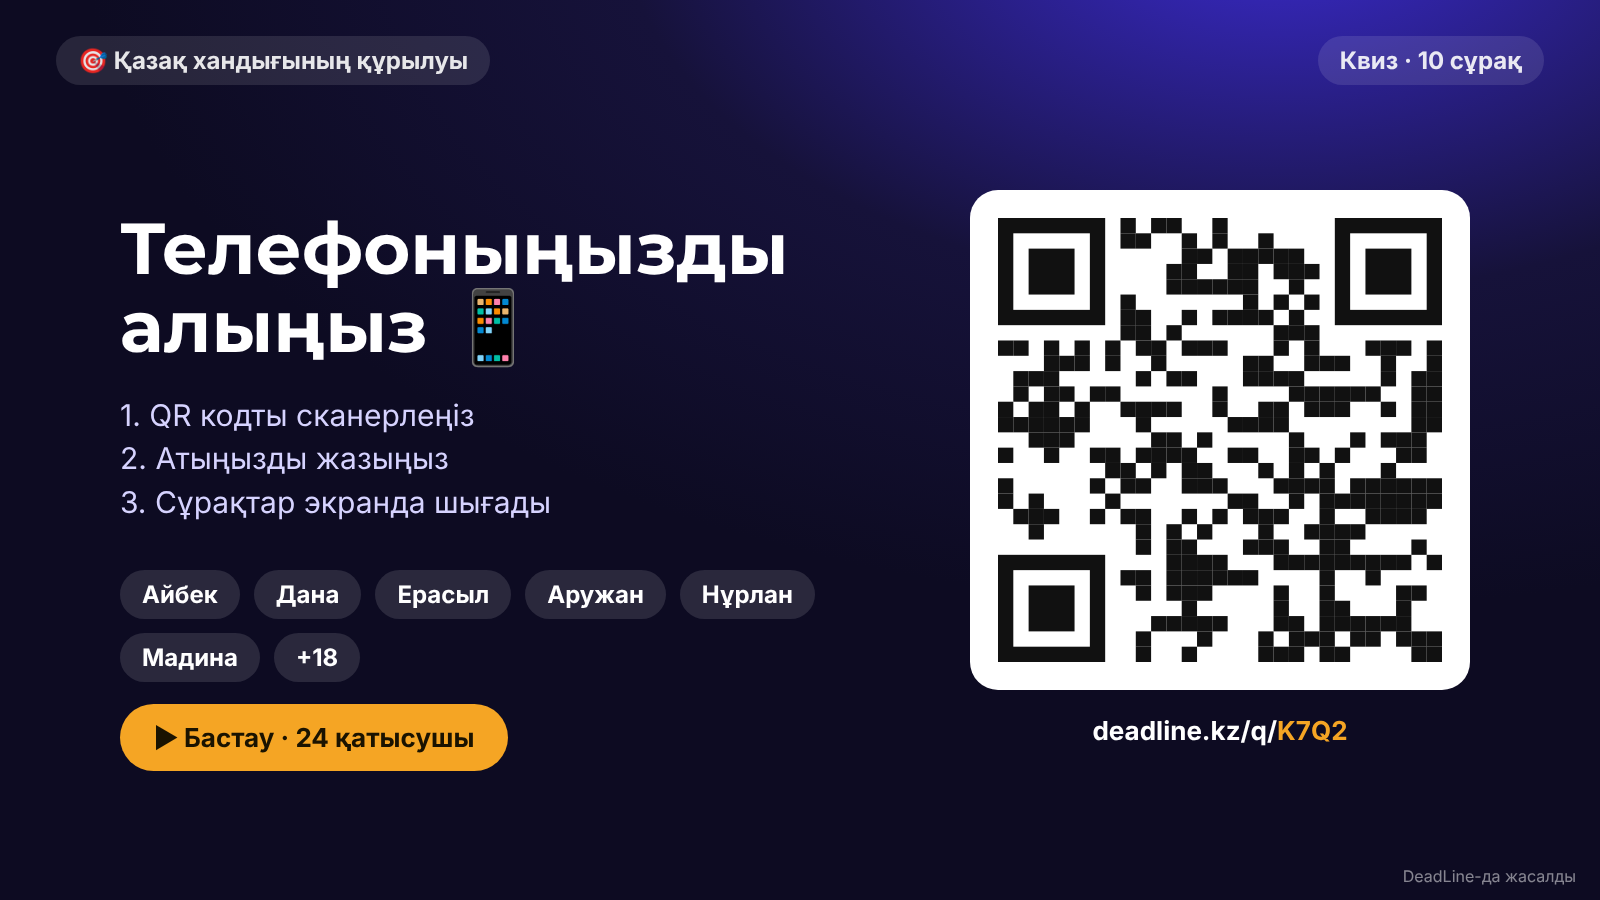 🎯 Қазақ хандығының құрылуы
Квиз · 10 сұрақ
Телефоныңызды
алыңыз 📱
1. QR кодты сканерлеңіз
2. Атыңызды жазыңыз
3. Сұрақтар экранда шығады
Айбек Дана Ерасыл Аружан Нұрлан
Мадина +18
▶ Бастау · 24 қатысушы
deadline.kz/q/K7Q2
DeadLine-да жасалды